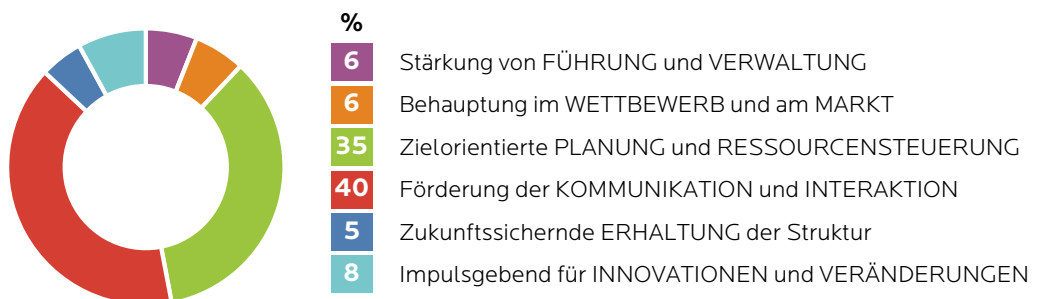 %
6 Stärkung von FÜHRUNG und VERWALTUNG
6 Behauptung im WETTBEWERB und am MARKT
35 Zielorientierte PLANUNG und RESSOURCENSTEUERUNG
40 Förderung der KOMMUNIKATION und INTERAKTION
5 Zukunftssichernde ERHALTUNG der Struktur
8 Impulsgebend für INNOVATIONEN und VERÄNDERUNGEN